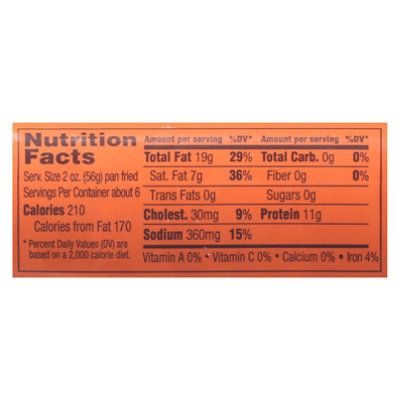 Nutrition
Facts
Serv. Size 2 oz. (56g) pan fried
Servings Per Container about 6
Calories 210
Calories from Fat 170
* Percent Daily Values (DV) are
based on a 2,000 calorie diet.
Amount per serving %DV* Amount per serving %DV*
Total Fat 19g 29% Total Carb. 0g 0%
Sat. Fat 7g 36% Fiber 0g 0%
Trans Fats 0g Sugars 0g
Cholest. 30mg 9% Protein 11g
Sodium 360mg 15%
Vitamin A 0% • Vitamin C 0% • Calcium 0% • Iron 4%